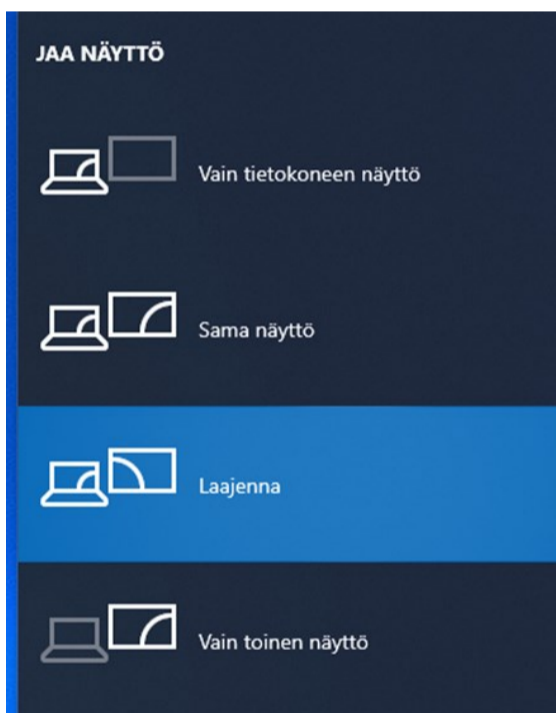 JAA NÄYTTÖ
Vain tietokoneen näyttö
Sama näyttö
Laajenna
Vain toinen näyttö